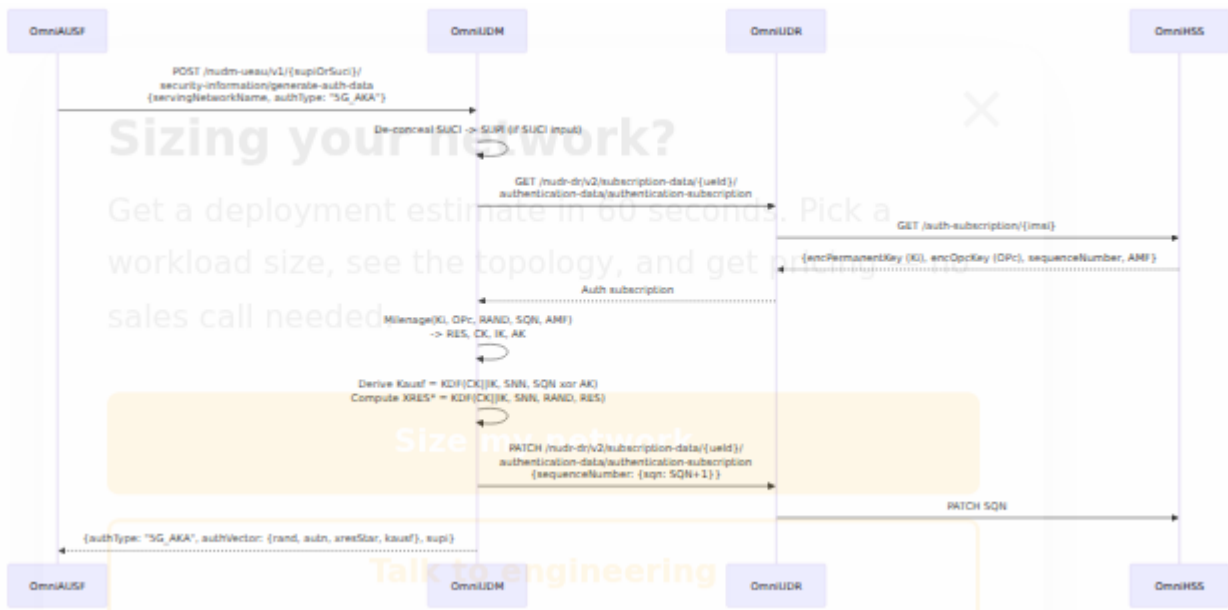 OmniAUSF
OmniUDM
OmniUDR
OmniHSS
POST /nudm-ueau/v1/{supiOrSuci}/
security-information/generate-auth-data
{servingNetworkName, authType: "5G_AKA"}
Sizing your network?
×
De-conceal SUCI -> SUPI (if SUCI input)
GET /nudr-dr/v2/subscription-data/{ueId}/
authentication-data/authentication-subscription
Get a deployment estimate in 60 seconds. Pick a
GET /auth-subscription/{imsi}
workload size, see the topology, and get pricing - no
{encPermanentKey (Ki), encOpcKey (OPc), sequenceNumber, AMF}
Auth subscription
sales call needed.
Milenage(Ki, OPc, RAND, SQN, AMF)
-> RES, CK, IK, AK
Derive Kausf = KDF(CK||IK, SNN, SQN xor AK)
Compute XRES* = KDF(CK||IK, SNN, RAND, RES)
Size my network
PATCH /nudr-dr/v2/subscription-data/{ueId}/
authentication-data/authentication-subscription
{sequenceNumber: {sqn: SQN+1}}
PATCH SQN
{authType: "5G_AKA", authVector: {rand, autn, xresStar, kausf}, supi}
Talk to engineering
OmniAUSF
OmniUDM
OmniUDR
OmniHSS